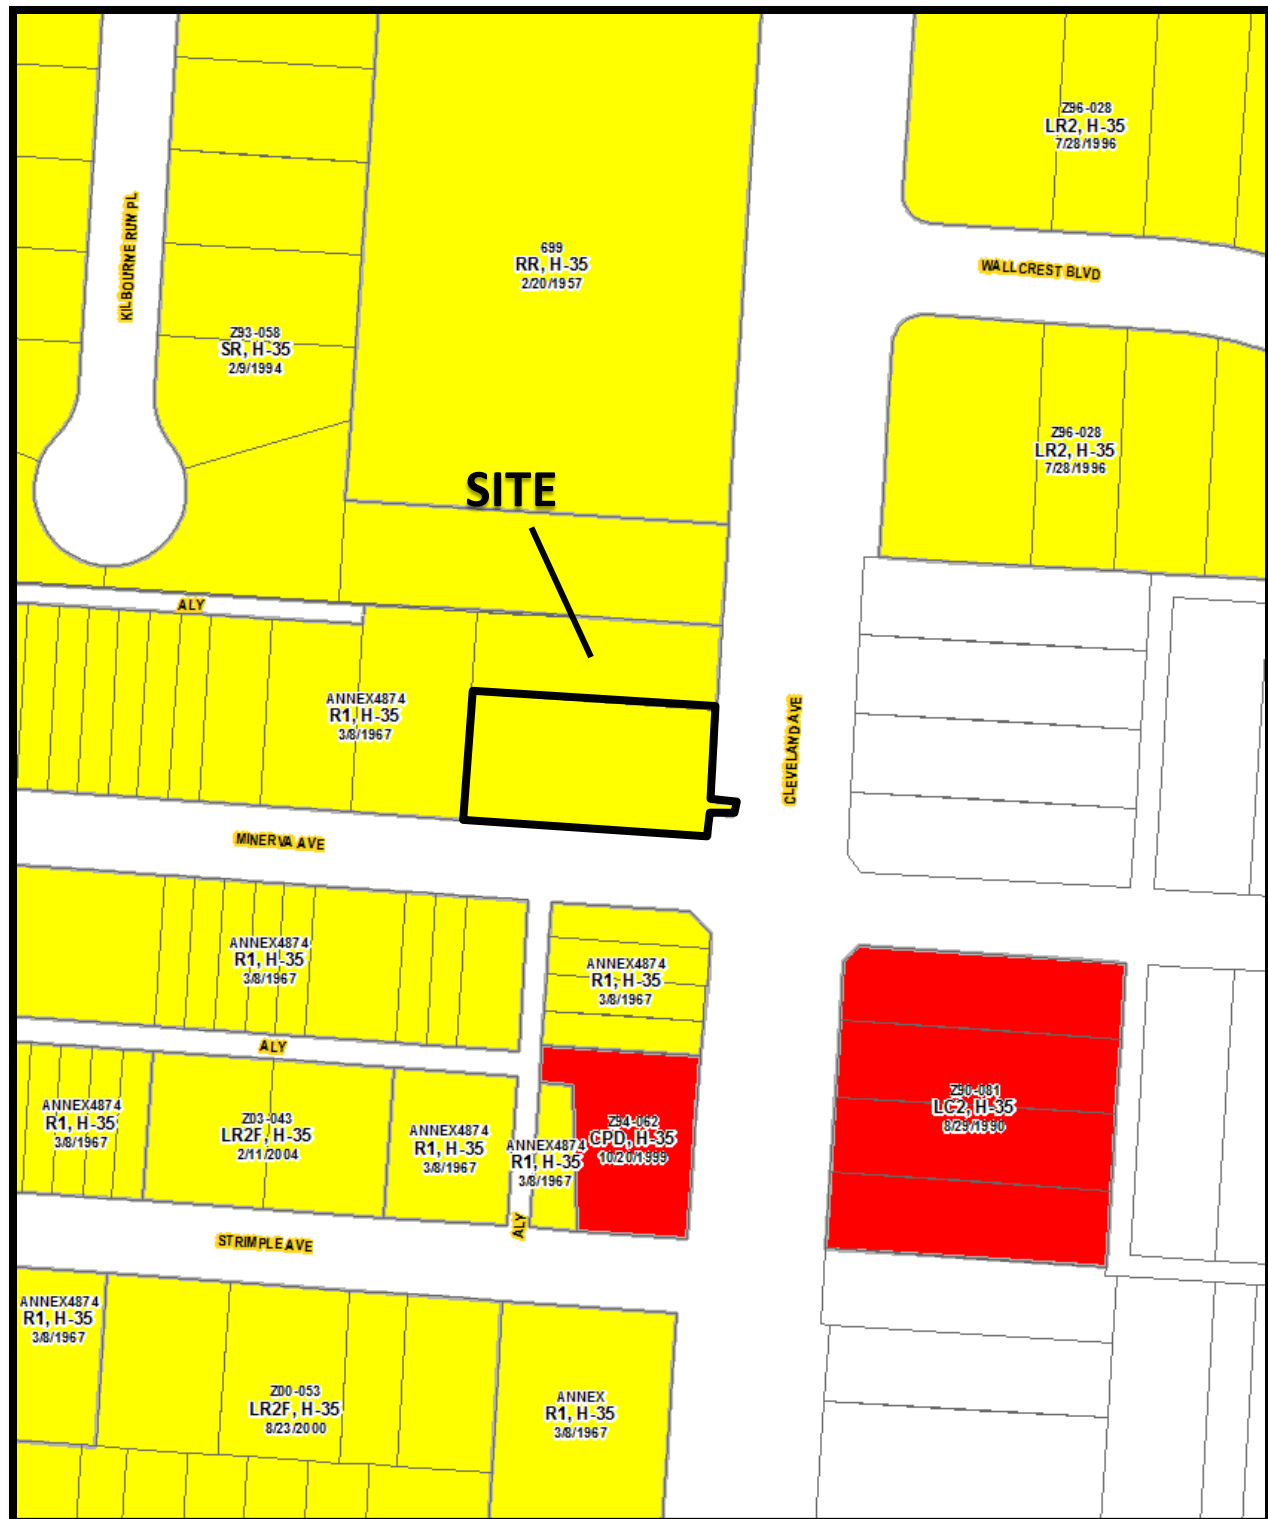 Z96-028
LR2, H-35
7/28/1996
KILBOURNE RUN PL
699
RR, H-35
2/20/1957
WALLCREST BLVD
Z93-058
SR, H-35
2/9/1994
Z96-028
LR2, H-35
7/28/1996
SITE
ALY
ANNEX4874
R1, H-35
3/8/1967
CLEVELAND AVE
MINERVA AVE
ANNEX4874
R1, H-35
3/8/1967
ANNEX4874
R1, H-35
3/8/1967
ALY
ANNEX4874
R1, H-35
3/8/1967
Z03-043
LR2F, H-35
2/11/2004
ANNEX4874
R1, H-35
3/8/1967
ANNEX4874
R1, H-35
3/8/1967
Z94-062
CPD, H-35
10/20/1999
Z90-081
LC2, H-35
8/29/1990
ALY
STRIMPLE AVE
ANNEX4874
R1, H-35
3/8/1967
Z00-053
LR2F, H-35
8/23/2000
ANNEX
R1, H-35
3/8/1967